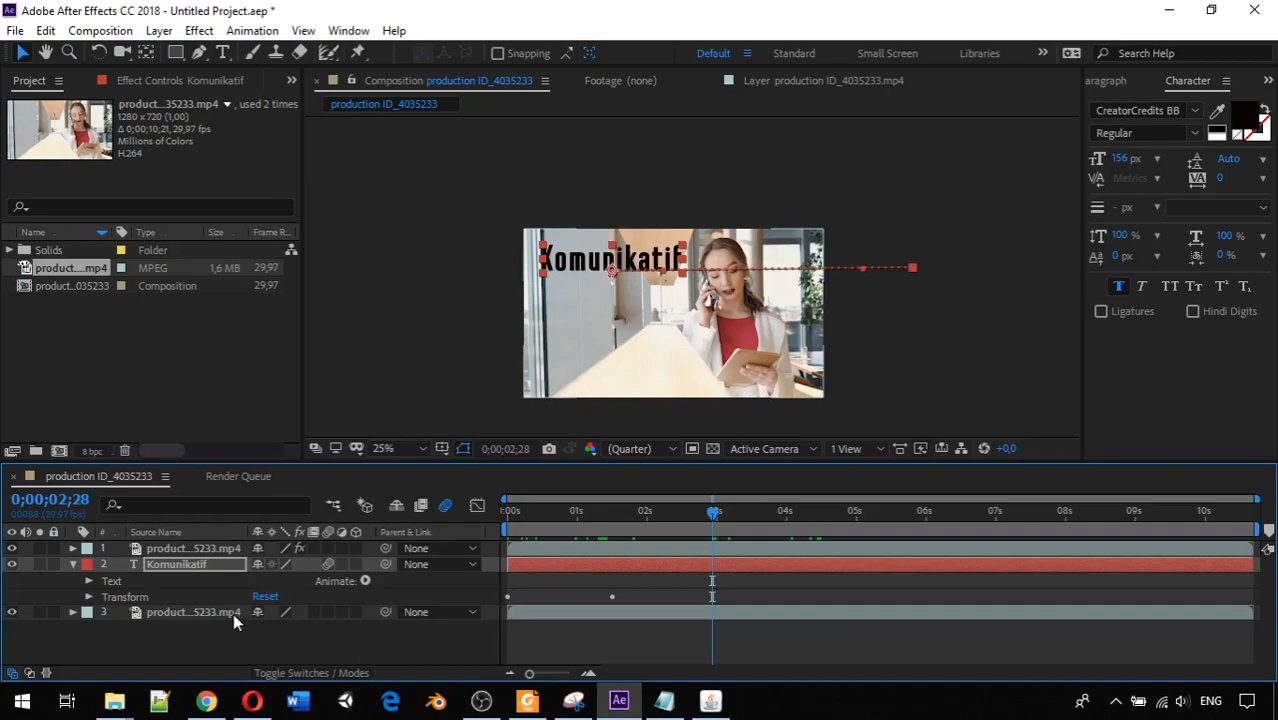 Adobe After Effects CC 2018 - Untitled Project.aep *
File Edit Composition Layer Effect Animation View Window Help
Snapping Default Standard Small Screen Libraries Search Help
Project Effect Controls Komunikatif Composition production ID_4035233 Footage (none) Layer production ID_4035233.mp4 aragraph Character
product...35233.mp4 , used 2 times
1280 x 720 (1,00)
Δ 0;00;10;21, 29,97 fps
Millions of Colors
H.264
production ID_4035233
CreatorCredits BB
Regular
156 px Auto
Metrics 0
- px
100 % 100 %
0 px 0 %
T T TT Tт T¹ T₁
Ligatures Hindi Digits
Name Type Size Frame R...
Solids Folder
product....mp4 MPEG 1,6 MB 29,97
product...035233 Composition 29,97
Komunikatif
8 bpc
25% 0;00;02;28 (Quarter) Active Camera 1 View +0,0
production ID_4035233 Render Queue
0;00;02;28
00088 (29.97 fps)
# Source Name Parent & Link
:00s 01s 02s 03s 04s 05s 06s 07s 08s 09s 10s
1 product...5233.mp4 fx None
2 T Komunikatif None
Text Animate:
Transform Reset
3 product...5233.mp4 None
Toggle Switches / Modes
ENG